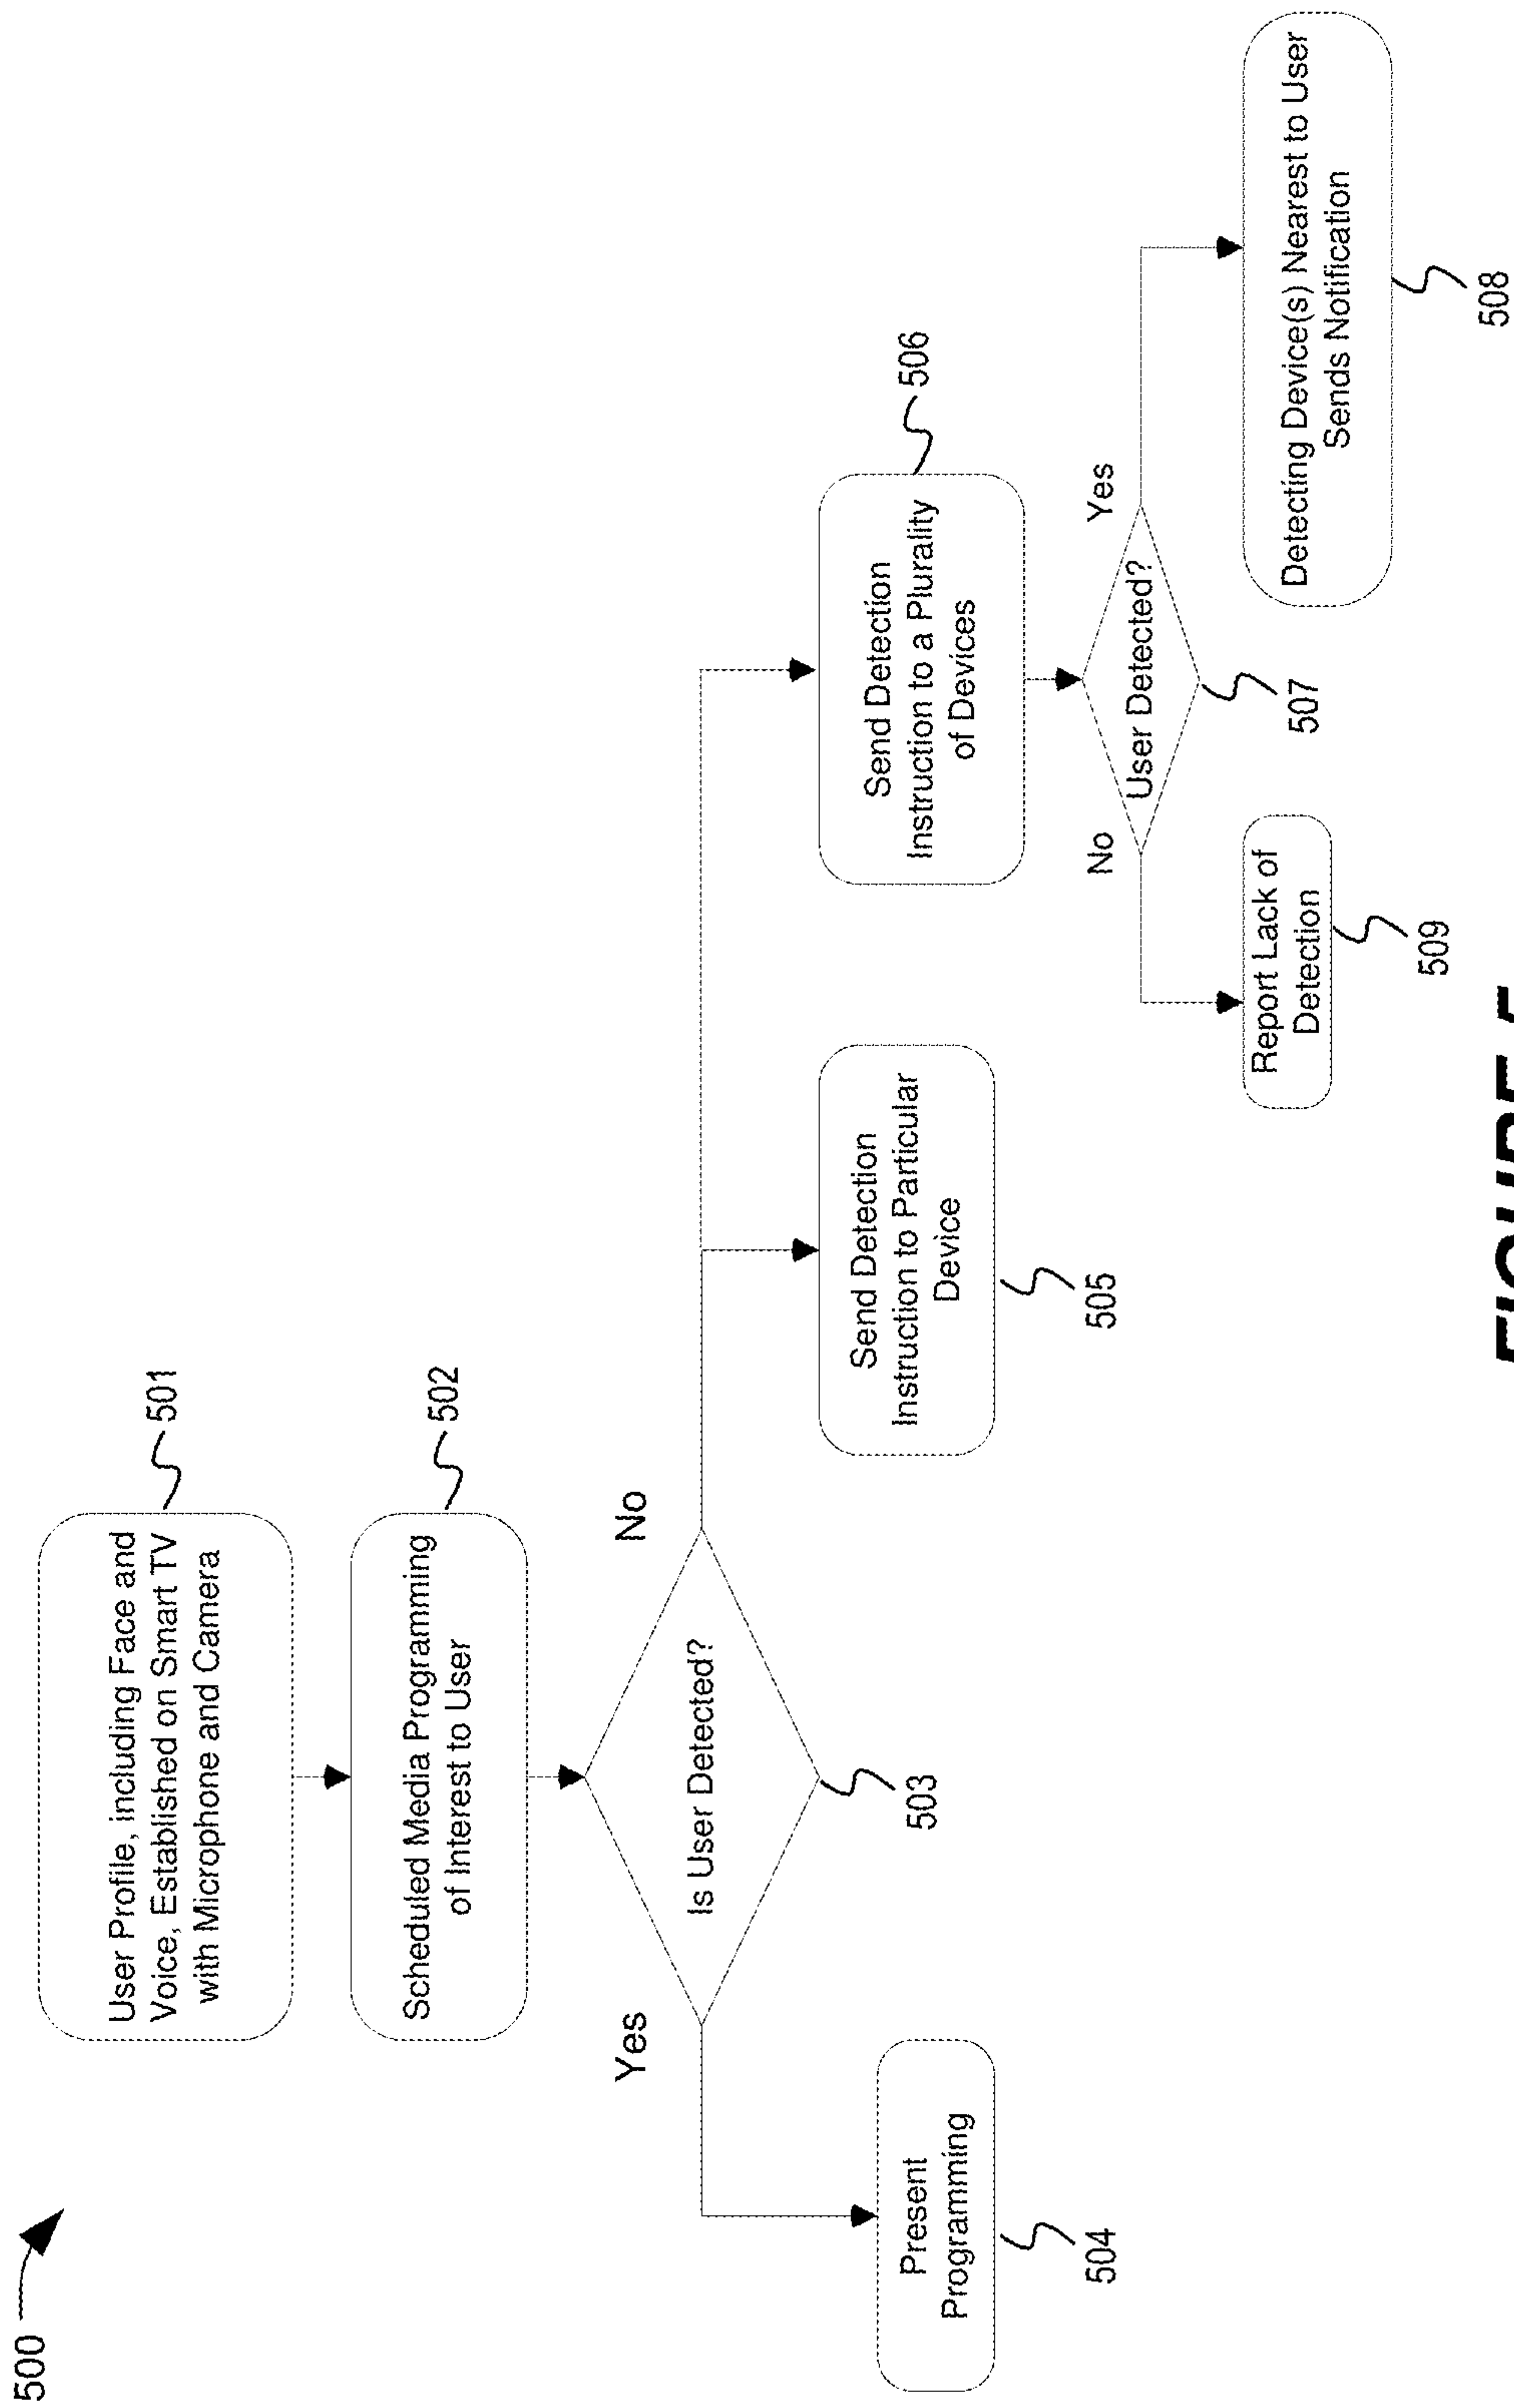 500
User Profile, including Face and
Voice, Established on Smart TV
with Microphone and Camera
501
Scheduled Media Programming
of Interest to User
502
Is User Detected?
503
Yes
No
Present
Programming
504
Send Detection
Instruction to Particular
Device
505
Send Detection
Instruction to a Plurality
of Devices
506
User Detected?
507
No
Yes
Report Lack of
Detection
509
Detecting Device(s) Nearest to User
Sends Notification
508
FIGURE 5